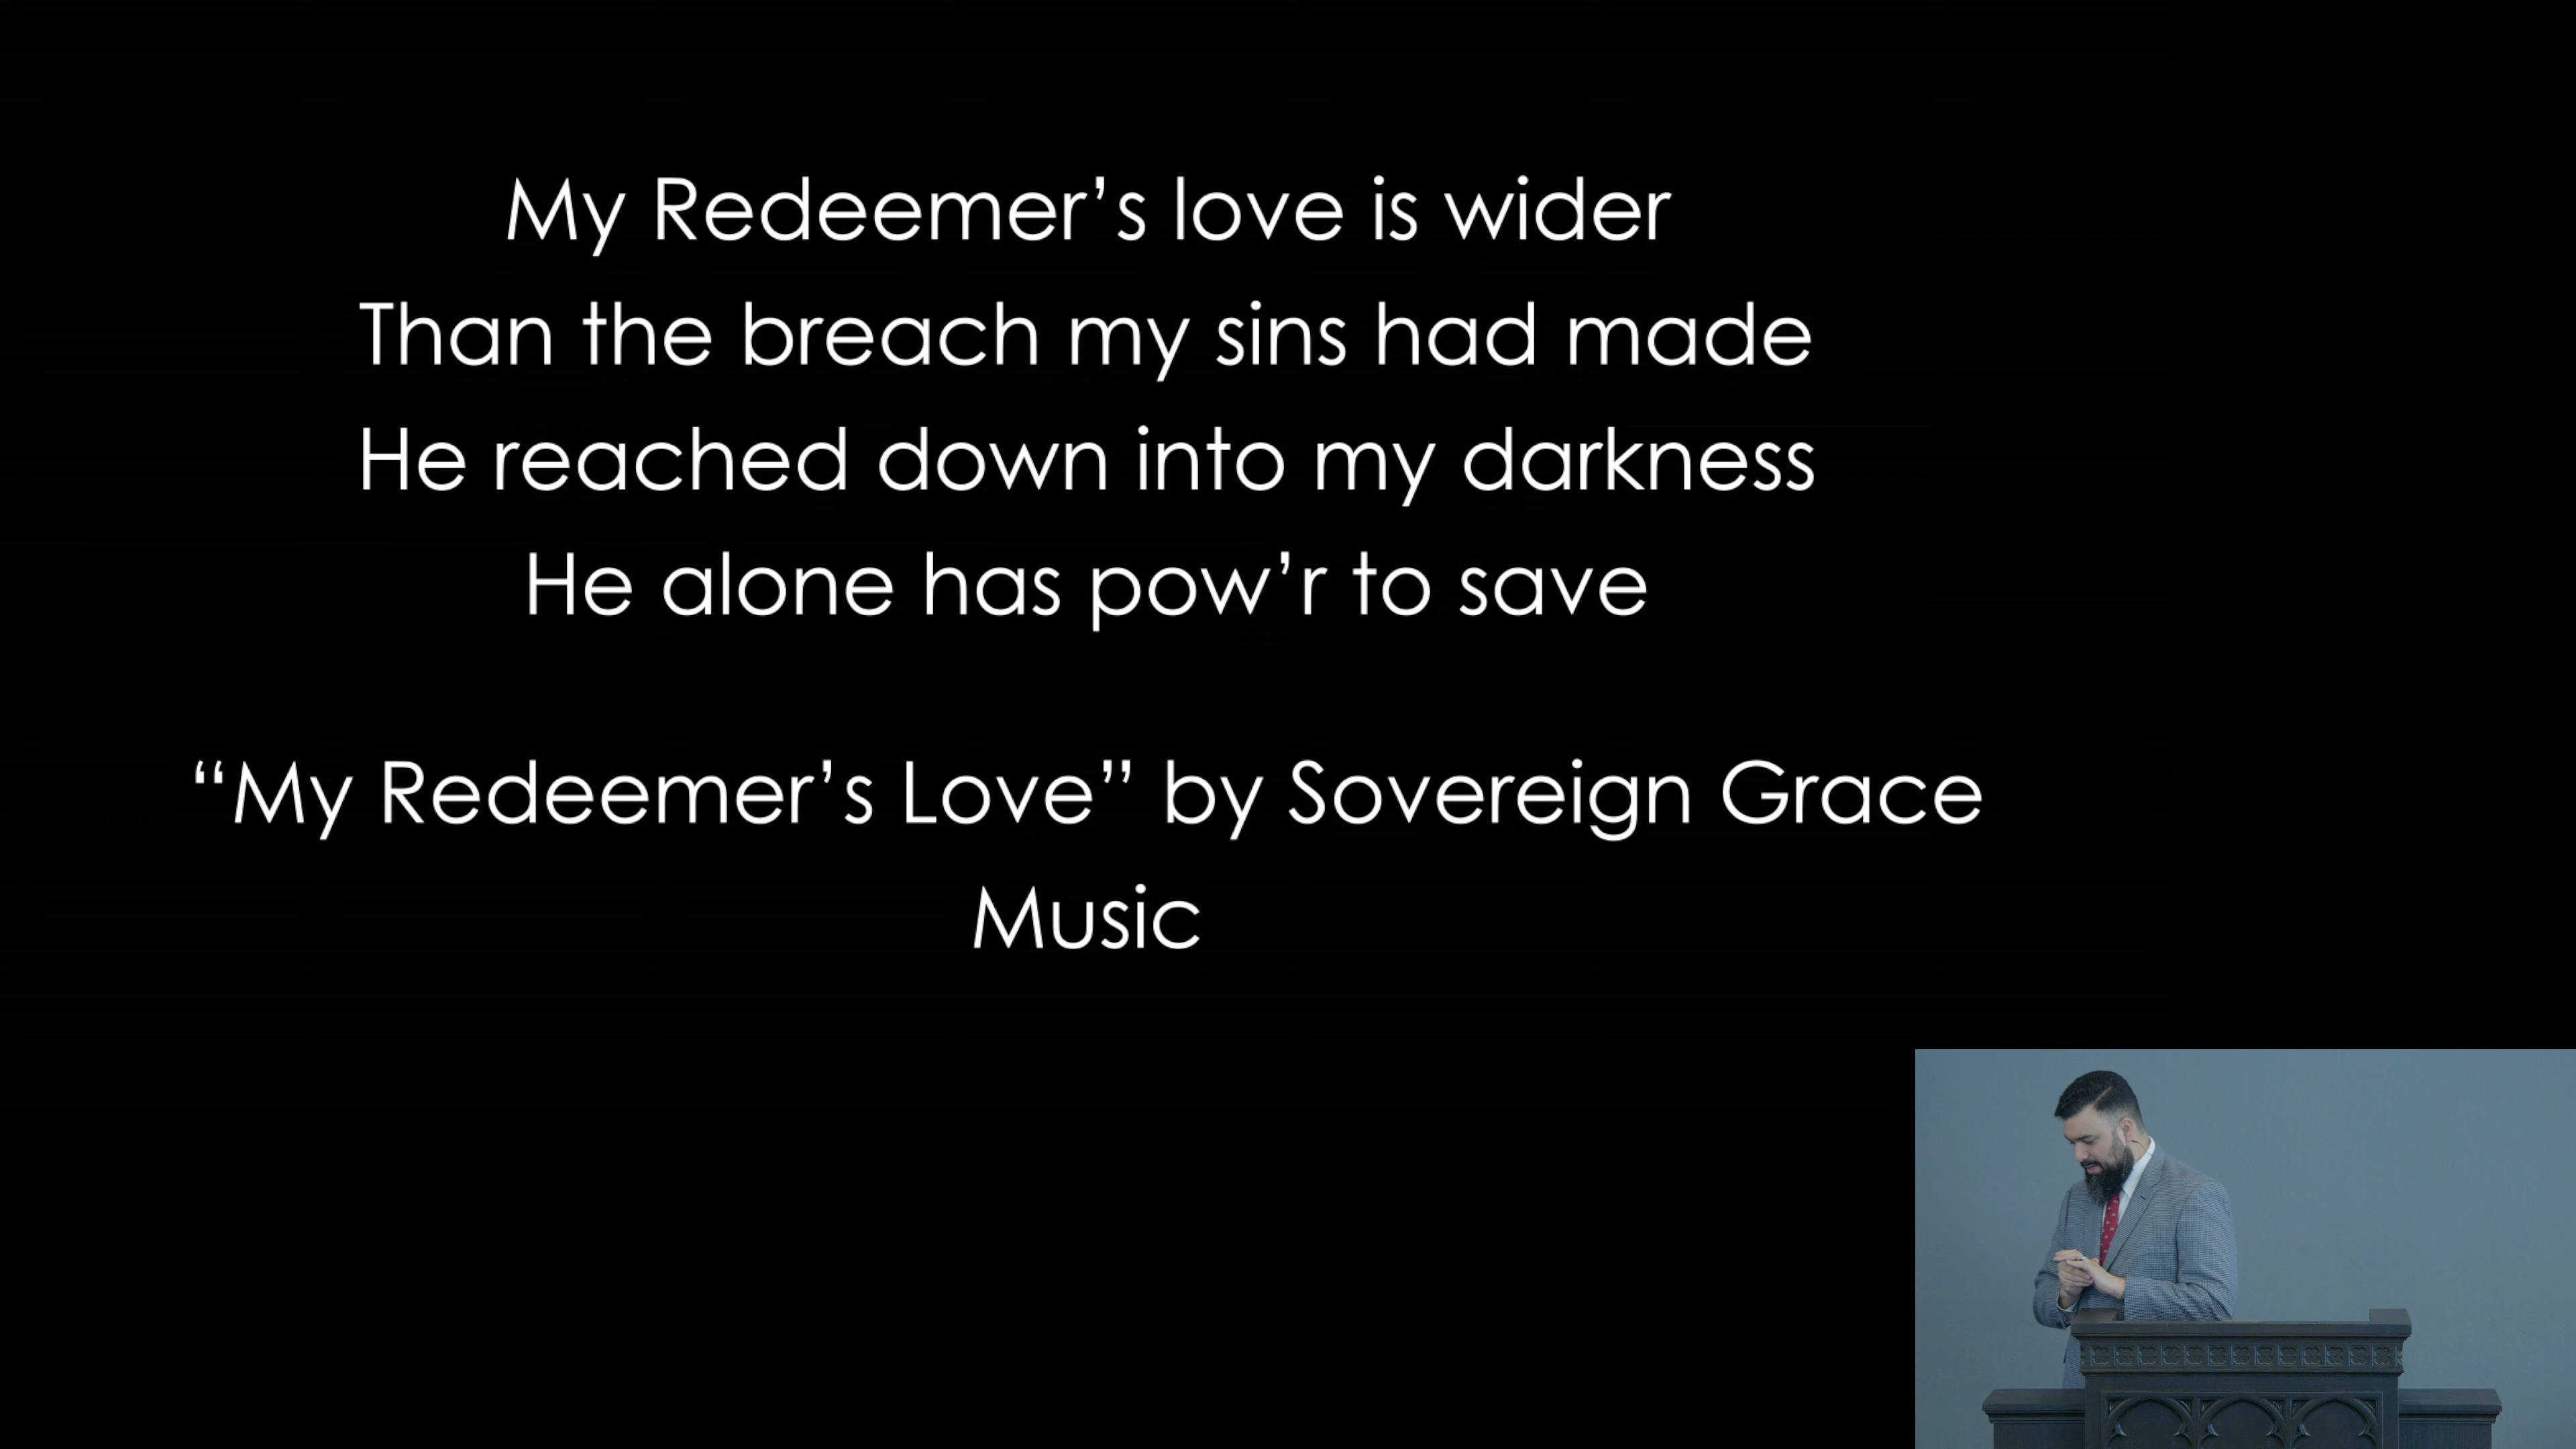 My Redeemer’s love is wider
Than the breach my sins had made
He reached down into my darkness
He alone has pow’r to save
“My Redeemer’s Love” by Sovereign Grace
Music